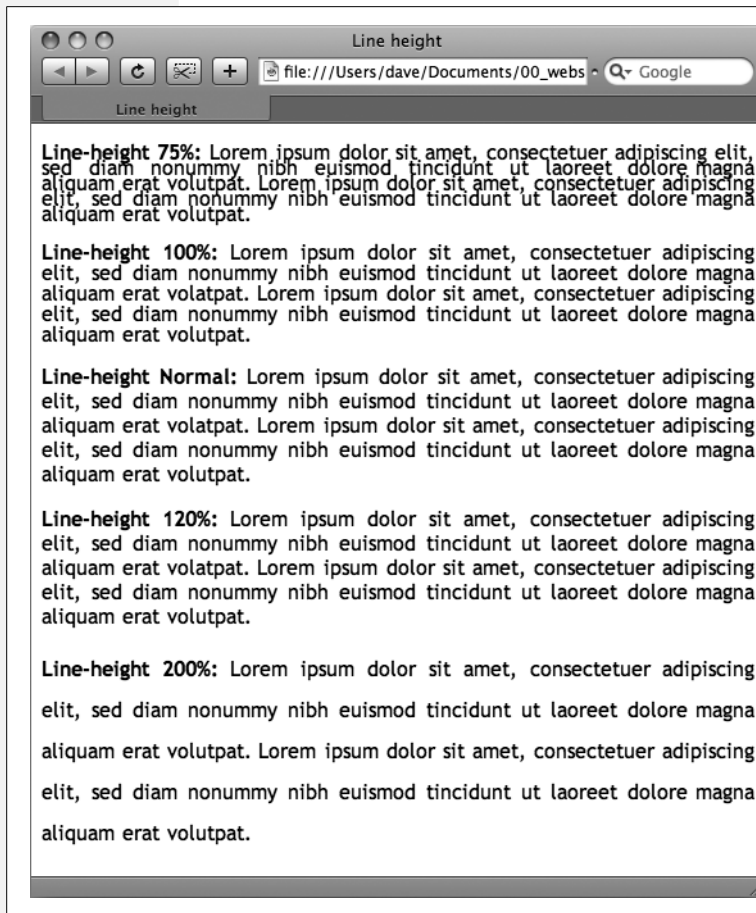 Line height
file:///Users/dave/Documents/00_webs
Google
Line height
Line-height 75%: Lorem ipsum dolor sit amet, consectetuer adipiscing elit,
sed diam nonummy nibh euismod tincidunt ut laoreet dolore magna
aliquam erat volutpat. Lorem ipsum dolor sit amet, consectetuer adipiscing
elit, sed diam nonummy nibh euismod tincidunt ut laoreet dolore magna
aliquam erat volutpat.
Line-height 100%: Lorem ipsum dolor sit amet, consectetuer adipiscing
elit, sed diam nonummy nibh euismod tincidunt ut laoreet dolore magna
aliquam erat volatpat. Lorem ipsum dolor sit amet, consectetuer adipiscing
elit, sed diam nonummy nibh euismod tincidunt ut laoreet dolore magna
aliquam erat volutpat.
Line-height Normal: Lorem ipsum dolor sit amet, consectetuer adipiscing
elit, sed diam nonummy nibh euismod tincidunt ut laoreet dolore magna
aliquam erat volatpat. Lorem ipsum dolor sit amet, consectetuer adipiscing
elit, sed diam nonummy nibh euismod tincidunt ut laoreet dolore magna
aliquam erat volutpat.
Line-height 120%: Lorem ipsum dolor sit amet, consectetuer adipiscing
elit, sed diam nonummy nibh euismod tincidunt ut laoreet dolore magna
aliquam erat volatpat. Lorem ipsum dolor sit amet, consectetuer adipiscing
elit, sed diam nonummy nibh euismod tincidunt ut laoreet dolore magna
aliquam erat volutpat.
Line-height 200%: Lorem ipsum dolor sit amet, consectetuer adipiscing
elit, sed diam nonummy nibh euismod tincidunt ut laoreet dolore magna
aliquam erat volutpat. Lorem ipsum dolor sit amet, consectetuer adipiscing
elit, sed diam nonummy nibh euismod tincidunt ut laoreet dolore magna
aliquam erat volutpat.